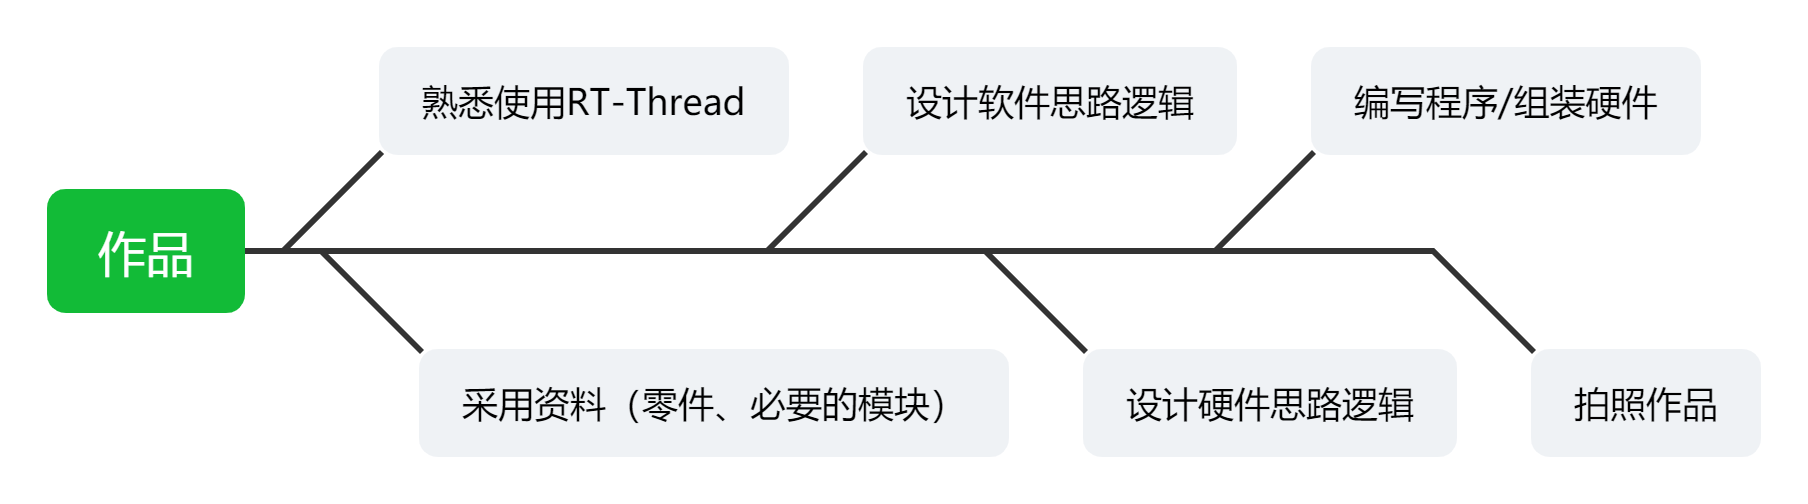 熟悉使用RT-Thread
设计软件思路逻辑
编写程序/组装硬件
作品
采用资料（零件、必要的模块）
设计硬件思路逻辑
拍照作品